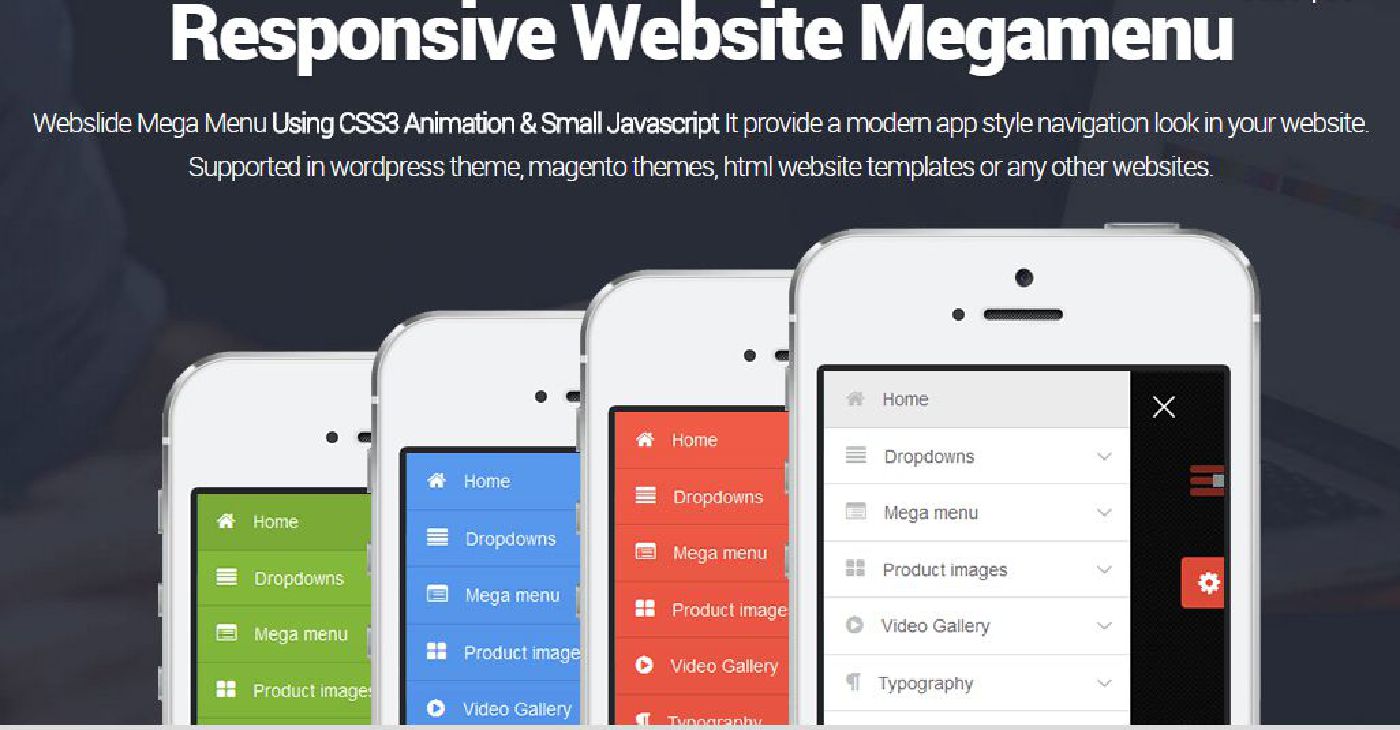 Responsive Website Megamenu
Webslide Mega Menu Using CSS3 Animation & Small Javascript It provide a modern app style navigation look in your website.
Supported in wordpress theme, magento themes, html website templates or any other websites.
Home
Dropdowns
Mega menu
Product images
Home
Dropdowns
Mega menu
Product image
Video Gallery
Home
Dropdowns
Mega menu
Product image
Video Gallery
Typography
Home
Dropdowns
Mega menu
Product images
Video Gallery
Typography